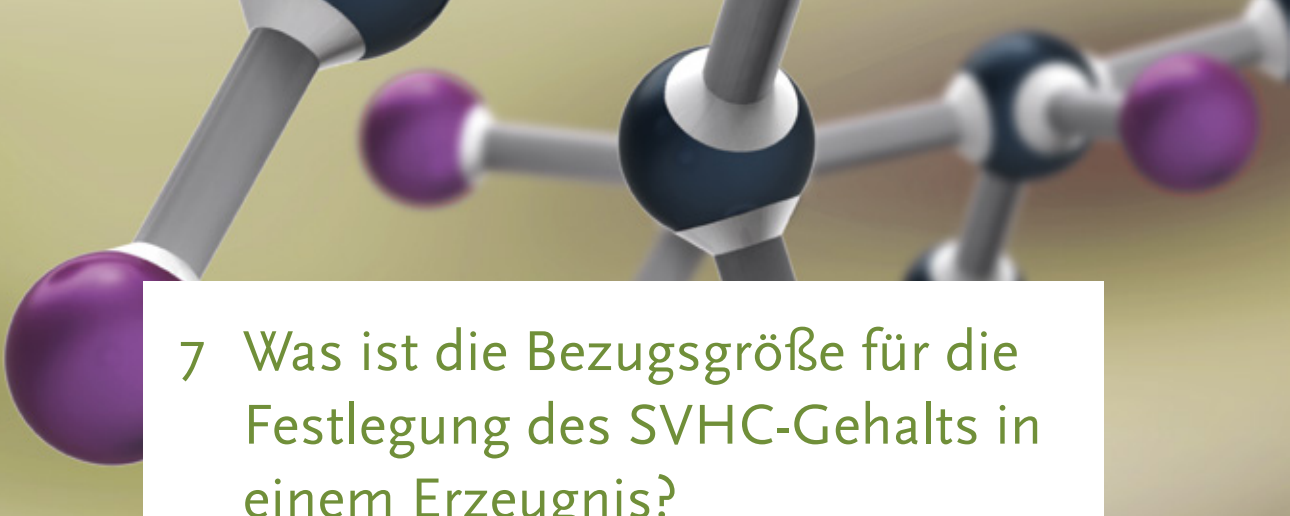 7 Was ist die Bezugsgröße für die
Festlegung des SVHC-Gehalts in
einem Erzeugnis?